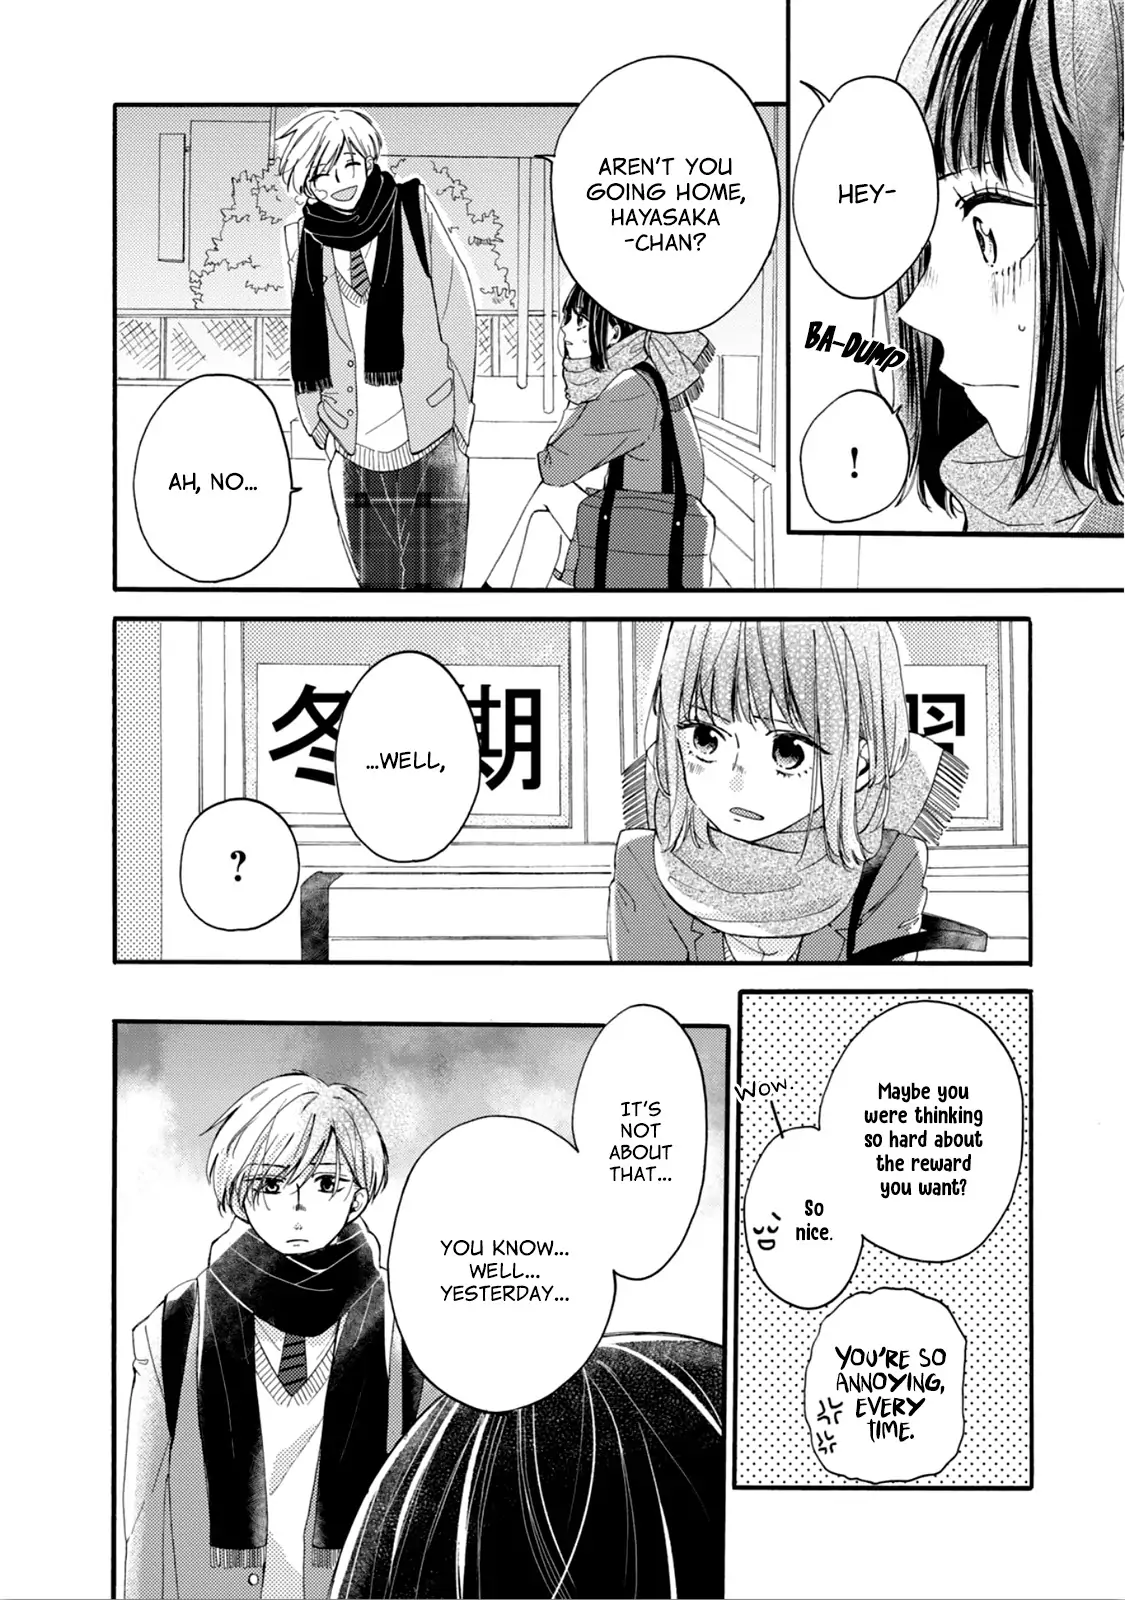 HEY-
BA-DUMP
!
AREN'T YOU
GOING HOME,
HAYASAKA
-CHAN?
AH, NO...
冬期
習
...WELL,
?
Maybe you
were thinking
so hard about
the reward
you want?
WOW
So
nice.
YOU'RE SO
ANNOYING,
EVERY
TIME.
IT'S
NOT
ABOUT
THAT...
YOU KNOW...
WELL...
YESTERDAY...